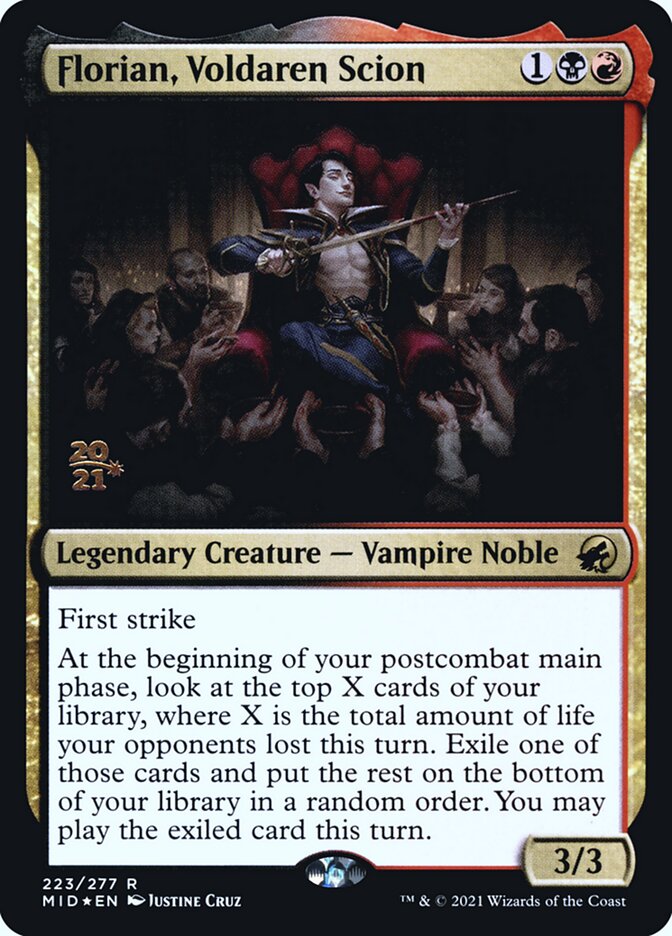 Florian, Voldaren Scion 1
20
21
Legendary Creature — Vampire Noble
First strike
At the beginning of your postcombat main
phase, look at the top X cards of your
library, where X is the total amount of life
your opponents lost this turn. Exile one of
those cards and put the rest on the bottom
of your library in a random order. You may
play the exiled card this turn.
3/3
223/277 R
MID★EN Justine Cruz
™ & © 2021 Wizards of the Coast